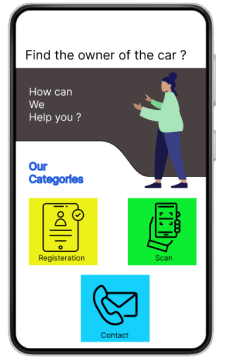 Find the owner of the car ?
How can
We
Help you ?
Our
Categories
Registeration
Scan
Contact